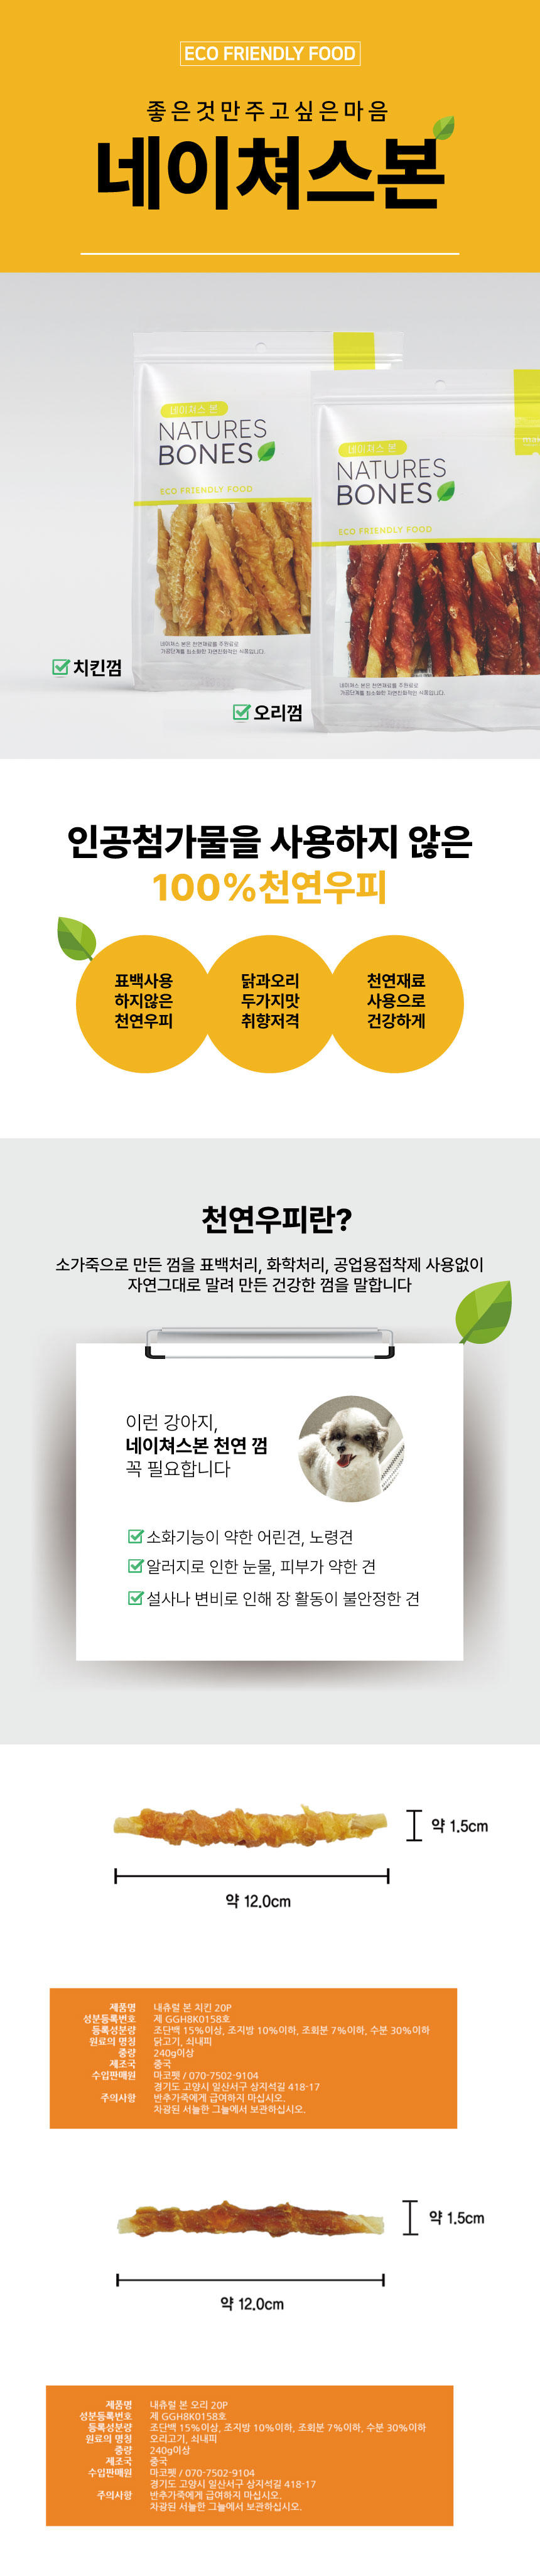 ECO FRIENDLY FOOD
좋은것만주고싶은마음
네이쳐스본
네이쳐스 본
NATURES
BONES
ECO FRIENDLY FOOD
네이쳐스 본은 천연재료를 주원료로
가공단계를 최소화한 자연친화적인 식품입니다.
치킨껌
네이쳐스 본
NATURES
BONES
ECO FRIENDLY FOOD
네이쳐스 본은 천연재료를 주원료로
가공단계를 최소화한 자연친화적인 식품입니다.
오리껌
인공첨가물을 사용하지 않은
100%천연우피
표백사용
하지않은
천연우피
닭과오리
두가지맛
취향저격
천연재료
사용으로
건강하게
천연우피란?
소가죽으로 만든 껌을 표백처리, 화학처리, 공업용접착제 사용없이
자연그대로 말려 만든 건강한 껌을 말합니다
이런 강아지,
네이쳐스본 천연 껌
꼭 필요합니다
소화기능이 약한 어린견, 노령견
알러지로 인한 눈물, 피부가 약한 견
설사나 변비로 인해 장 활동이 불안정한 견
약 1.5cm
약 12.0cm
제품명 내츄럴 본 치킨 20P
성분등록번호 제 GGH8K0158호
등록성분량 조단백 15%이상, 조지방 10%이하, 조회분 7%이하, 수분 30%이하
원료의 명칭 닭고기, 쇠내피
중량 240g이상
제조국 중국
수입판매원 마코펫 / 070-7502-9104
경기도 고양시 일산서구 상지석길 418-17
주의사항 반추가축에게 급여하지 마십시오.
차광된 서늘한 그늘에서 보관하십시오.
약 1.5cm
약 12.0cm
제품명 내츄럴 본 오리 20P
성분등록번호 제 GGH8K0158호
등록성분량 조단백 15%이상, 조지방 10%이하, 조회분 7%이하, 수분 30%이하
원료의 명칭 오리고기, 쇠내피
중량 240g이상
제조국 중국
수입판매원 마코펫 / 070-7502-9104
경기도 고양시 일산서구 상지석길 418-17
주의사항 반추가축에게 급여하지 마십시오.
차광된 서늘한 그늘에서 보관하십시오.